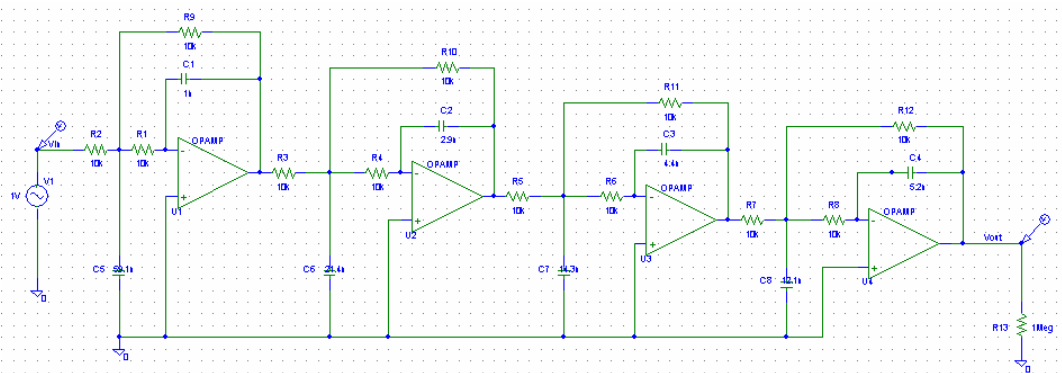 R9
10k
C1
1n
R10
10k
C2
2.9n
R11
10k
C3
4.4n
R12
10k
C4
5.2n
Vin
R2
10k
R1
10k
OPAMP
U1
R3
10k
R4
10k
OPAMP
U2
R5
10k
R6
10k
OPAMP
U3
R7
10k
R8
10k
OPAMP
U4
Vout
V1
1V
C5
C6
C7
14.3n
C8
12.1n
R13
1Meg
0
0
0